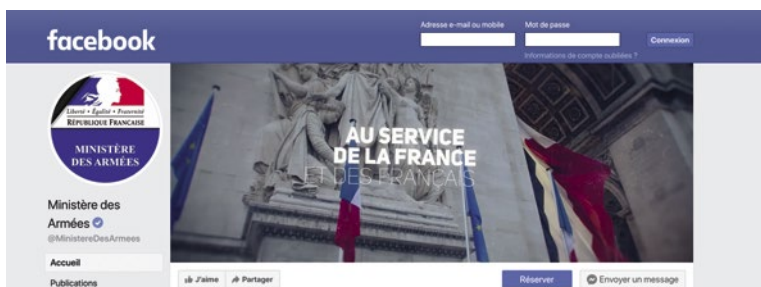 facebook
Adresse e-mail ou mobile
Mot de passe
Connexion
Informations de compte oubliées ?
Liberté • Égalité • Fraternité
RÉPUBLIQUE FRANÇAISE
MINISTÈRE
DES ARMÉES
AU SERVICE
DE LA FRANCE
ET DES FRANÇAIS
Ministère des
Armées
@MinistereDesArmees
Accueil
Publications
J'aime
Partager
Réserver
Envoyer un message